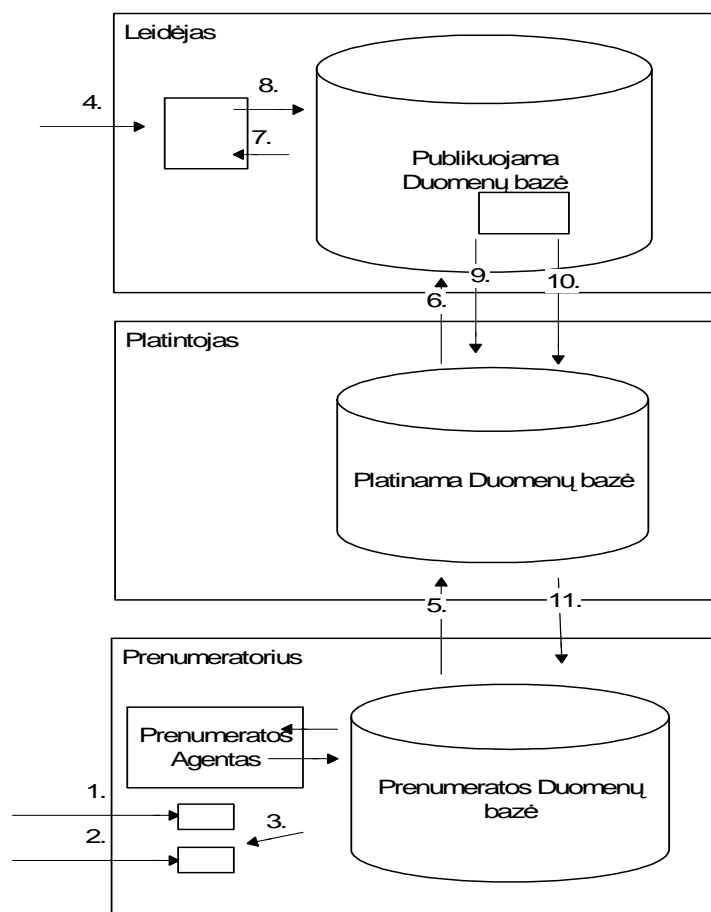 Leidėjas
4.
8.
7.
Publikuojama
Duomenų bazė
9.
10.
6.
Platintojas
Platinama Duomenų bazė
5.
11.
Prenumeratorius
Prenumeratos
Agentas
Prenumeratos Duomenų
bazė
1.
2.
3.